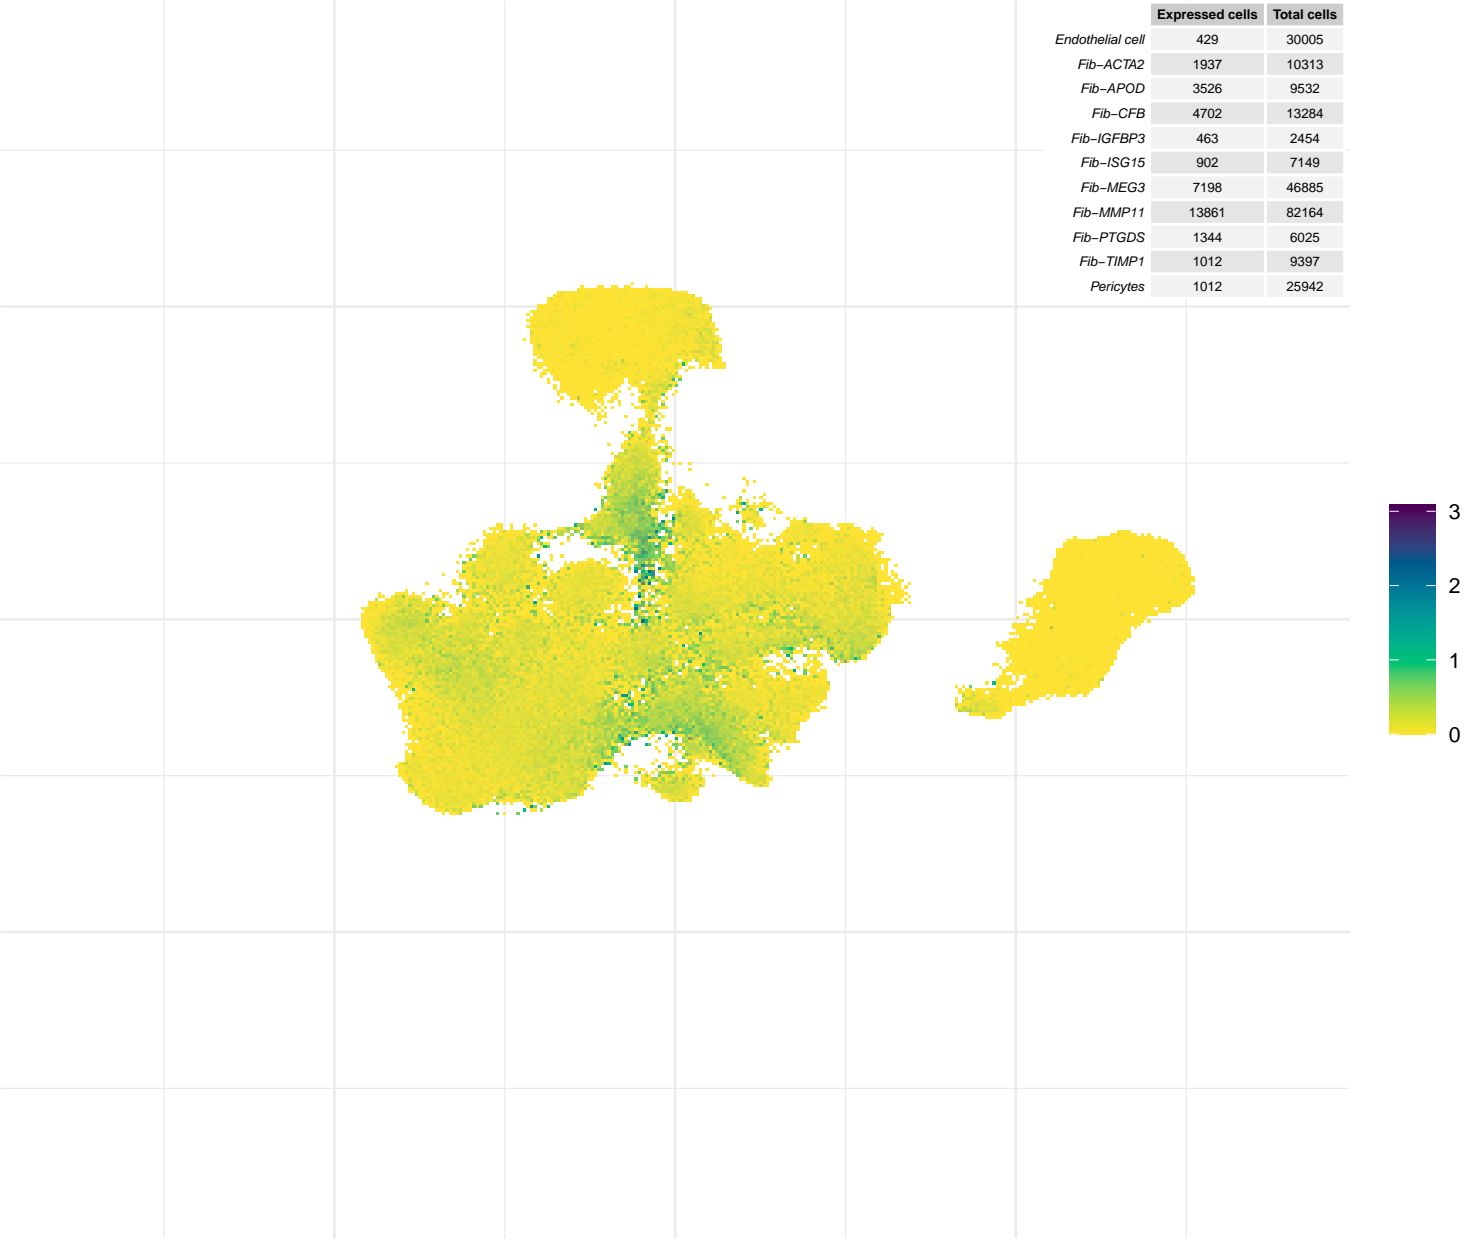 Expressed cells Total cells
Endothelial cell 429 30005
Fib−ACTA2 1937 10313
Fib−APOD 3526 9532
Fib−CFB 4702 13284
Fib−IGFBP3 463 2454
Fib−ISG15 902 7149
Fib−MEG3 7198 46885
Fib−MMP11 13861 82164
Fib−PTGDS 1344 6025
Fib−TIMP1 1012 9397
Pericytes 1012 25942
3
2
1
0